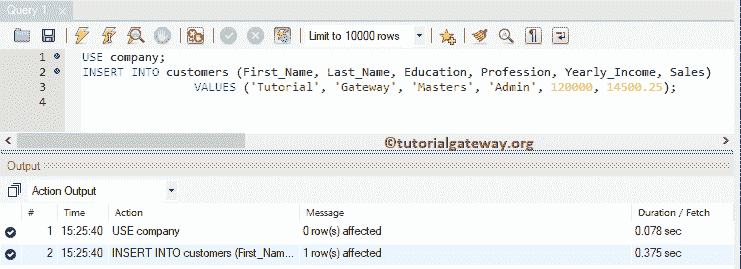 Query 1
Limit to 10000 rows
1 USE company;
2 INSERT INTO customers (First_Name, Last_Name, Education, Profession, Yearly_Income, Sales)
3 VALUES ('Tutorial', 'Gateway', 'Masters', 'Admin', 120000, 14500.25);
4
©tutorialgateway.org
Output
Action Output
# Time Action Message Duration / Fetch
1 15:25:40 USE company 0 row(s) affected 0.078 sec
2 15:25:40 INSERT INTO customers (First_Nam... 1 row(s) affected 0.375 sec